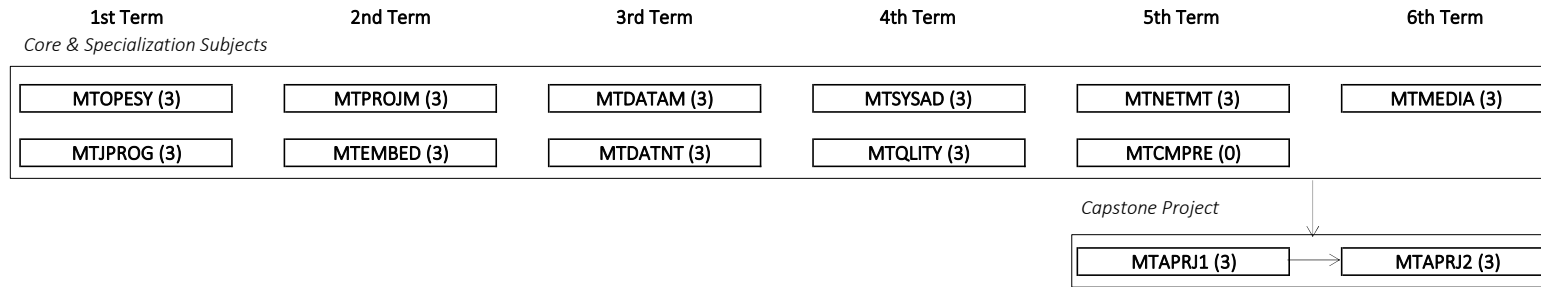 1st Term 2nd Term 3rd Term 4th Term 5th Term 6th Term
Core & Specialization Subjects
MTOPESY (3) MTPROJM (3) MTDATAM (3) MTSYSAD (3) MTNETMT (3) MTMEDIA (3)
MTJPROG (3) MTEMBED (3) MTDATNT (3) MTQLITY (3) MTCMPRE (0)
Capstone Project
MTAPRJ1 (3) MTAPRJ2 (3)